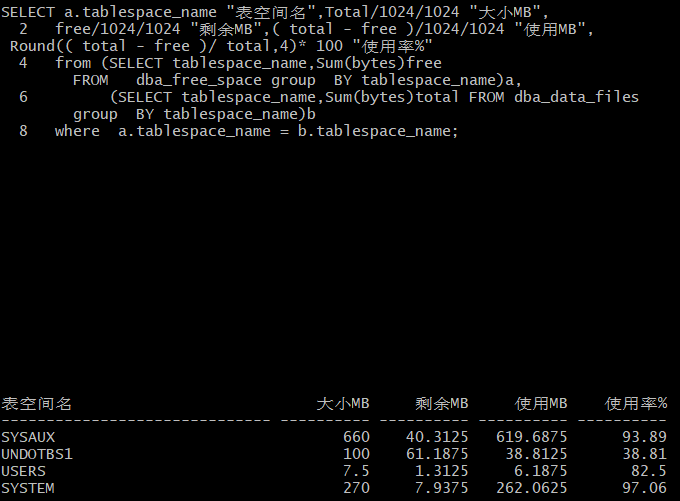 SELECT a.tablespace_name "表空间名",Total/1024/1024 "大小MB",
2 free/1024/1024 "剩余MB",( total - free )/1024/1024 "使用MB",
Round(( total - free )/ total,4)* 100 "使用率%"
4 from (SELECT tablespace_name,Sum(bytes)free
FROM dba_free_space group BY tablespace_name)a,
6 (SELECT tablespace_name,Sum(bytes)total FROM dba_data_files
group BY tablespace_name)b
8 where a.tablespace_name = b.tablespace_name;
表空间名 大小MB 剩余MB 使用MB 使用率%
------------------------------ ---------- ---------- ---------- ----------
SYSAUX 660 40.3125 619.6875 93.89
UNDOTBS1 100 61.1875 38.8125 38.81
USERS 7.5 1.3125 6.1875 82.5
SYSTEM 270 7.9375 262.0625 97.06